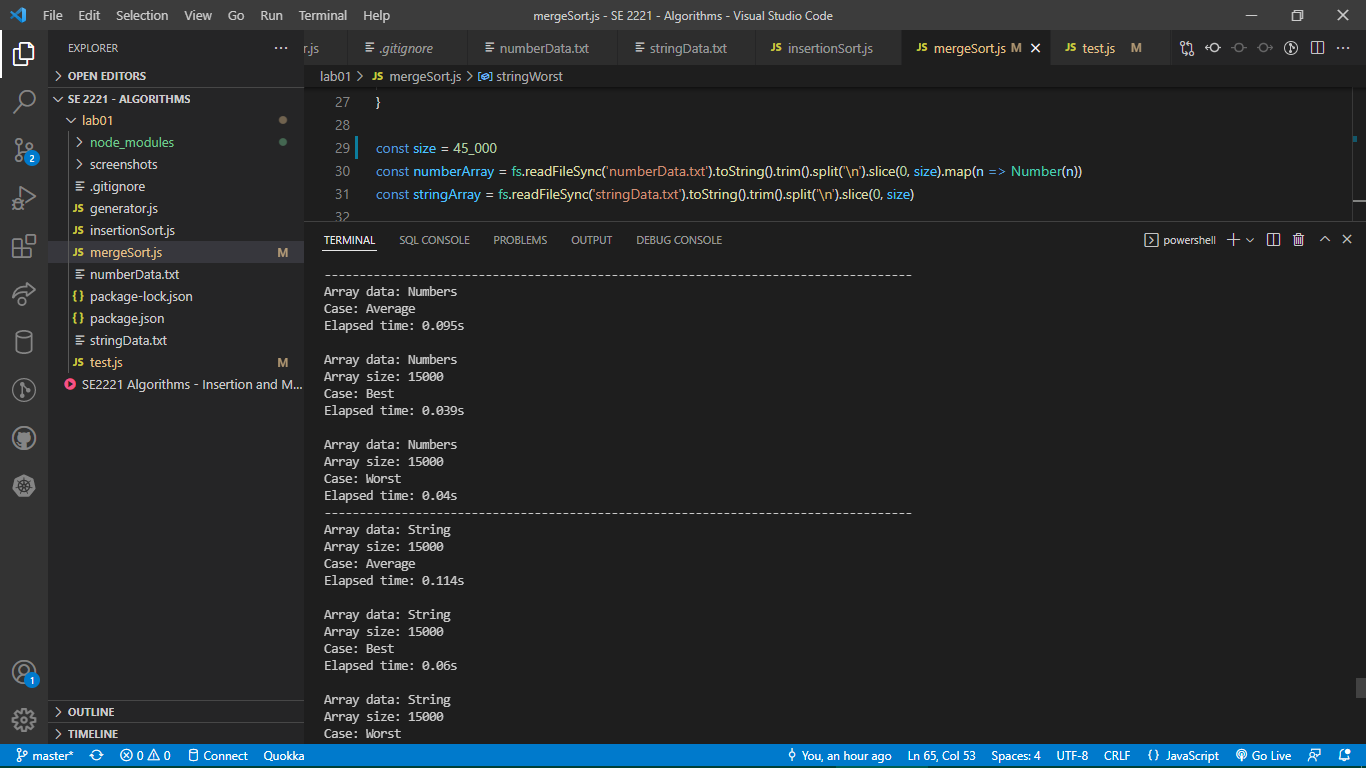 File Edit Selection View Go Run Terminal Help mergeSort.js - SE 2221 - Algorithms - Visual Studio Code
EXPLORER
OPEN EDITORS
SE 2221 - ALGORITHMS
lab01
node_modules
screenshots
.gitignore
JS generator.js
JS insertionSort.js
JS mergeSort.js M
numberData.txt
{} package-lock.json
{} package.json
stringData.txt
JS test.js M
SE2221 Algorithms - Insertion and M...
OUTLINE
TIMELINE
2
1
r.js .gitignore numberData.txt stringData.txt JS insertionSort.js JS mergeSort.js M JS test.js M
lab01 > JS mergeSort.js > stringWorst
27 }
28
29 const size = 45_000
30 const numberArray = fs.readFileSync('numberData.txt').toString().trim().split('\n').slice(0, size).map(n => Number(n))
31 const stringArray = fs.readFileSync('stringData.txt').toString().trim().split('\n').slice(0, size)
32
TERMINAL SQL CONSOLE PROBLEMS OUTPUT DEBUG CONSOLE powershell
------------------------------------------------------------------------------------
Array data: Numbers
Case: Average
Elapsed time: 0.095s
Array data: Numbers
Array size: 15000
Case: Best
Elapsed time: 0.039s
Array data: Numbers
Array size: 15000
Case: Worst
Elapsed time: 0.04s
------------------------------------------------------------------------------------
Array data: String
Array size: 15000
Case: Average
Elapsed time: 0.114s
Array data: String
Array size: 15000
Case: Best
Elapsed time: 0.06s
Array data: String
Array size: 15000
Case: Worst
master* 0 0 Connect Quokka You, an hour ago Ln 65, Col 53 Spaces: 4 UTF-8 CRLF {} JavaScript Go Live